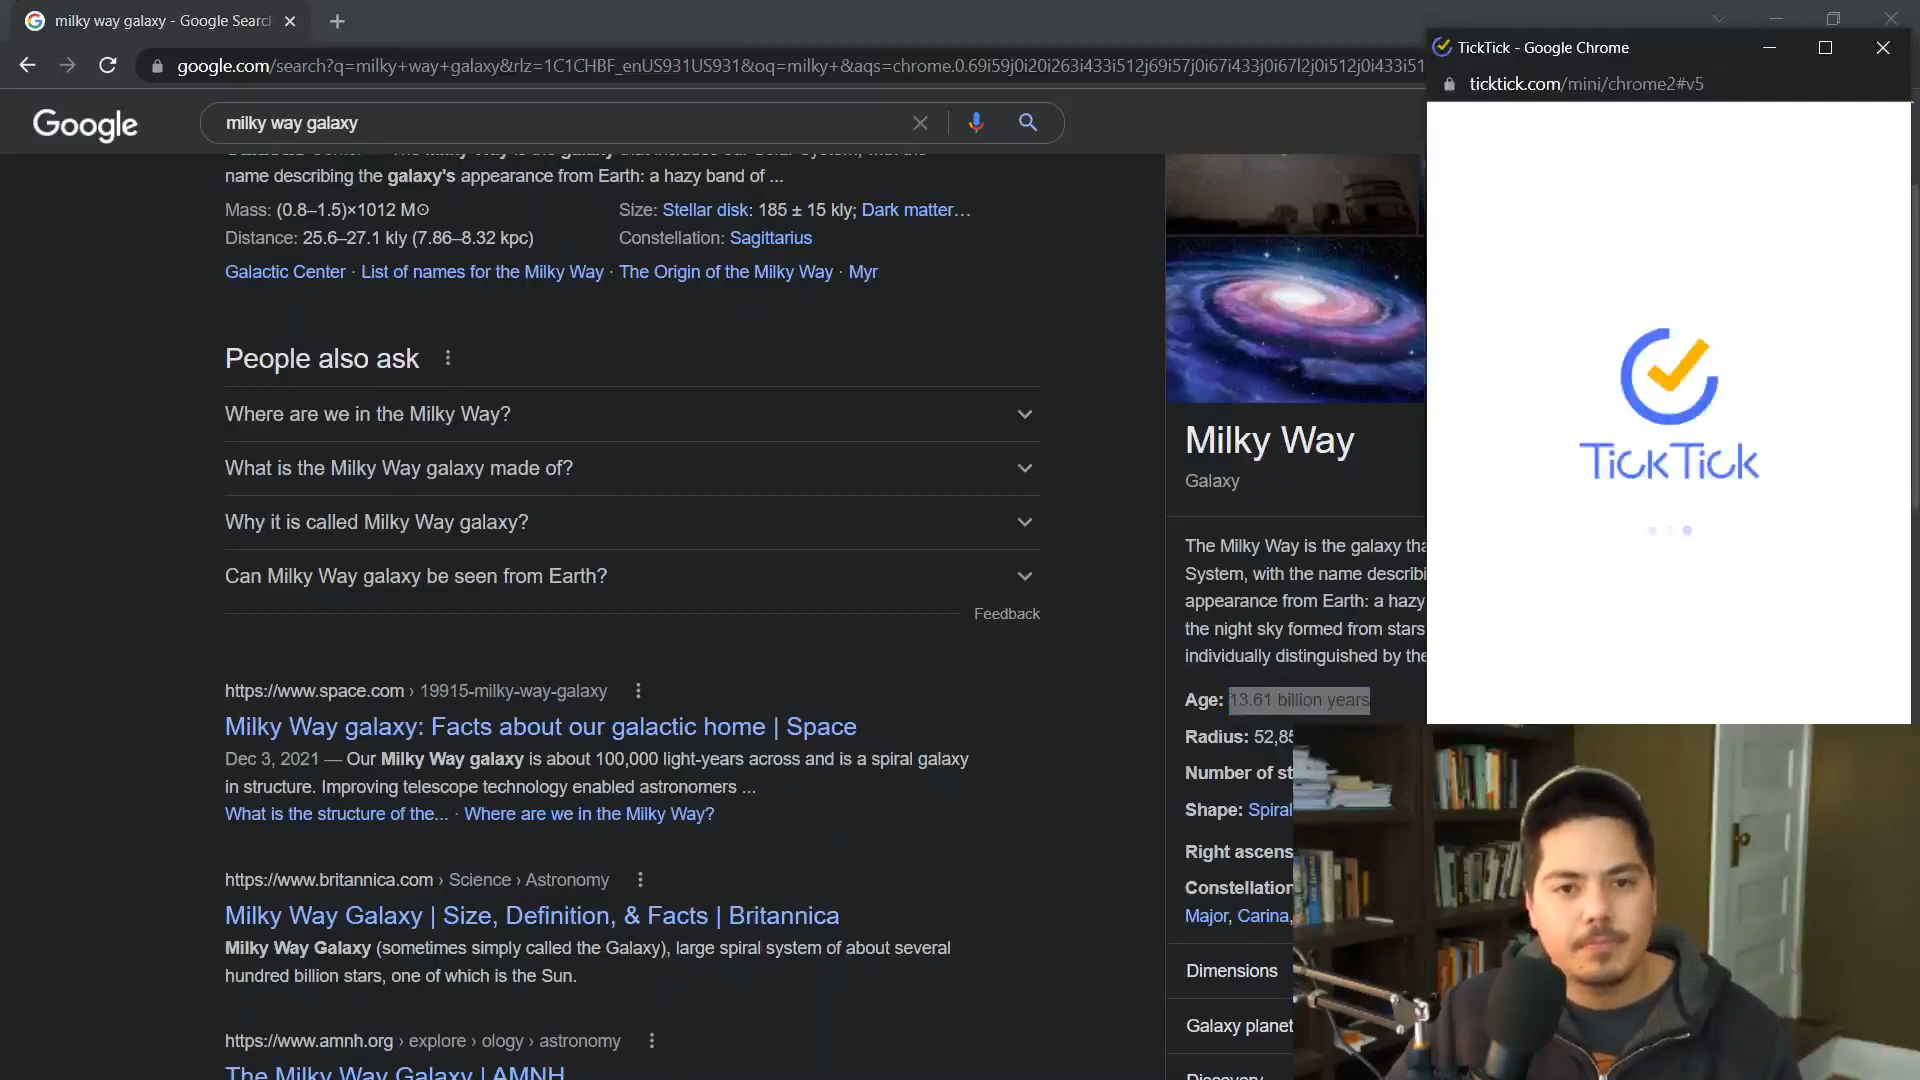 milky way galaxy - Google Searc
TickTick - Google Chrome
google.com/search?q=milky+way+galaxy&rlz=1C1CHBF_enUS931US931&oq=milky+&aqs=chrome.0.69i59j0i20i263i433i512j69i57j0i67i433j0i67l2j0i512j0i433i51
ticktick.com/mini/chrome2#v5
Google
milky way galaxy
name describing the galaxy's appearance from Earth: a hazy band of ...
Mass: (0.8–1.5)×1012 M☉
Size: Stellar disk: 185 ± 15 kly; Dark matter…
Distance: 25.6–27.1 kly (7.86–8.32 kpc)
Constellation: Sagittarius
Galactic Center · List of names for the Milky Way · The Origin of the Milky Way · Myr
People also ask
Where are we in the Milky Way?
What is the Milky Way galaxy made of?
Why it is called Milky Way galaxy?
Can Milky Way galaxy be seen from Earth?
Feedback
https://www.space.com › 19915-milky-way-galaxy
Milky Way galaxy: Facts about our galactic home | Space
Dec 3, 2021 — Our Milky Way galaxy is about 100,000 light-years across and is a spiral galaxy
in structure. Improving telescope technology enabled astronomers ...
What is the structure of the... · Where are we in the Milky Way?
https://www.britannica.com › Science › Astronomy
Milky Way Galaxy | Size, Definition, & Facts | Britannica
Milky Way Galaxy (sometimes simply called the Galaxy), large spiral system of about several
hundred billion stars, one of which is the Sun.
https://www.amnh.org › explore › ology › astronomy
The Milky Way Galaxy | AMNH
Milky Way
Galaxy
The Milky Way is the galaxy tha
System, with the name describi
appearance from Earth: a hazy
the night sky formed from stars
individually distinguished by the
Age: 13.61 billion years
Radius: 52,85
Number of st
Shape: Spiral
Right ascens
Constellation
Major, Carina,
Dimensions
Galaxy planet
Discovery
TickTick